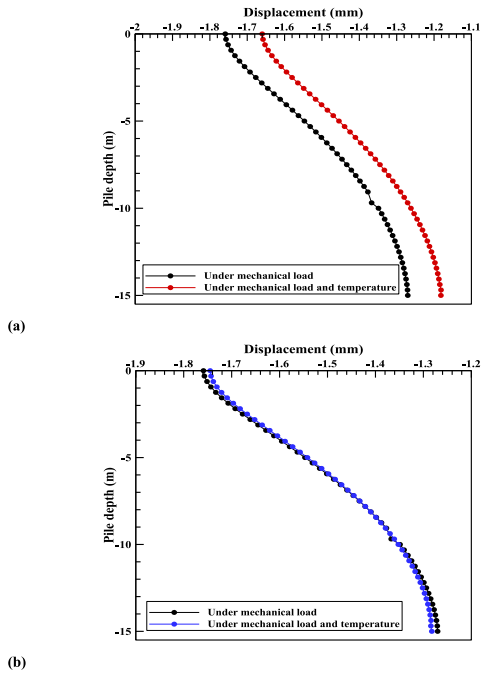 Displacement (mm)
-2 -1.9 -1.8 -1.7 -1.6 -1.5 -1.4 -1.3 -1.2 -1.1
0
-5
Pile depth (m)
-10
Under mechanical load
Under mechanical load and temperature
-15
(a)
Displacement (mm)
-1.9 -1.8 -1.7 -1.6 -1.5 -1.4 -1.3 -1.2
0
-5
Pile depth (m)
-10
Under mechanical load
Under mechanical load and temperature
-15
(b)